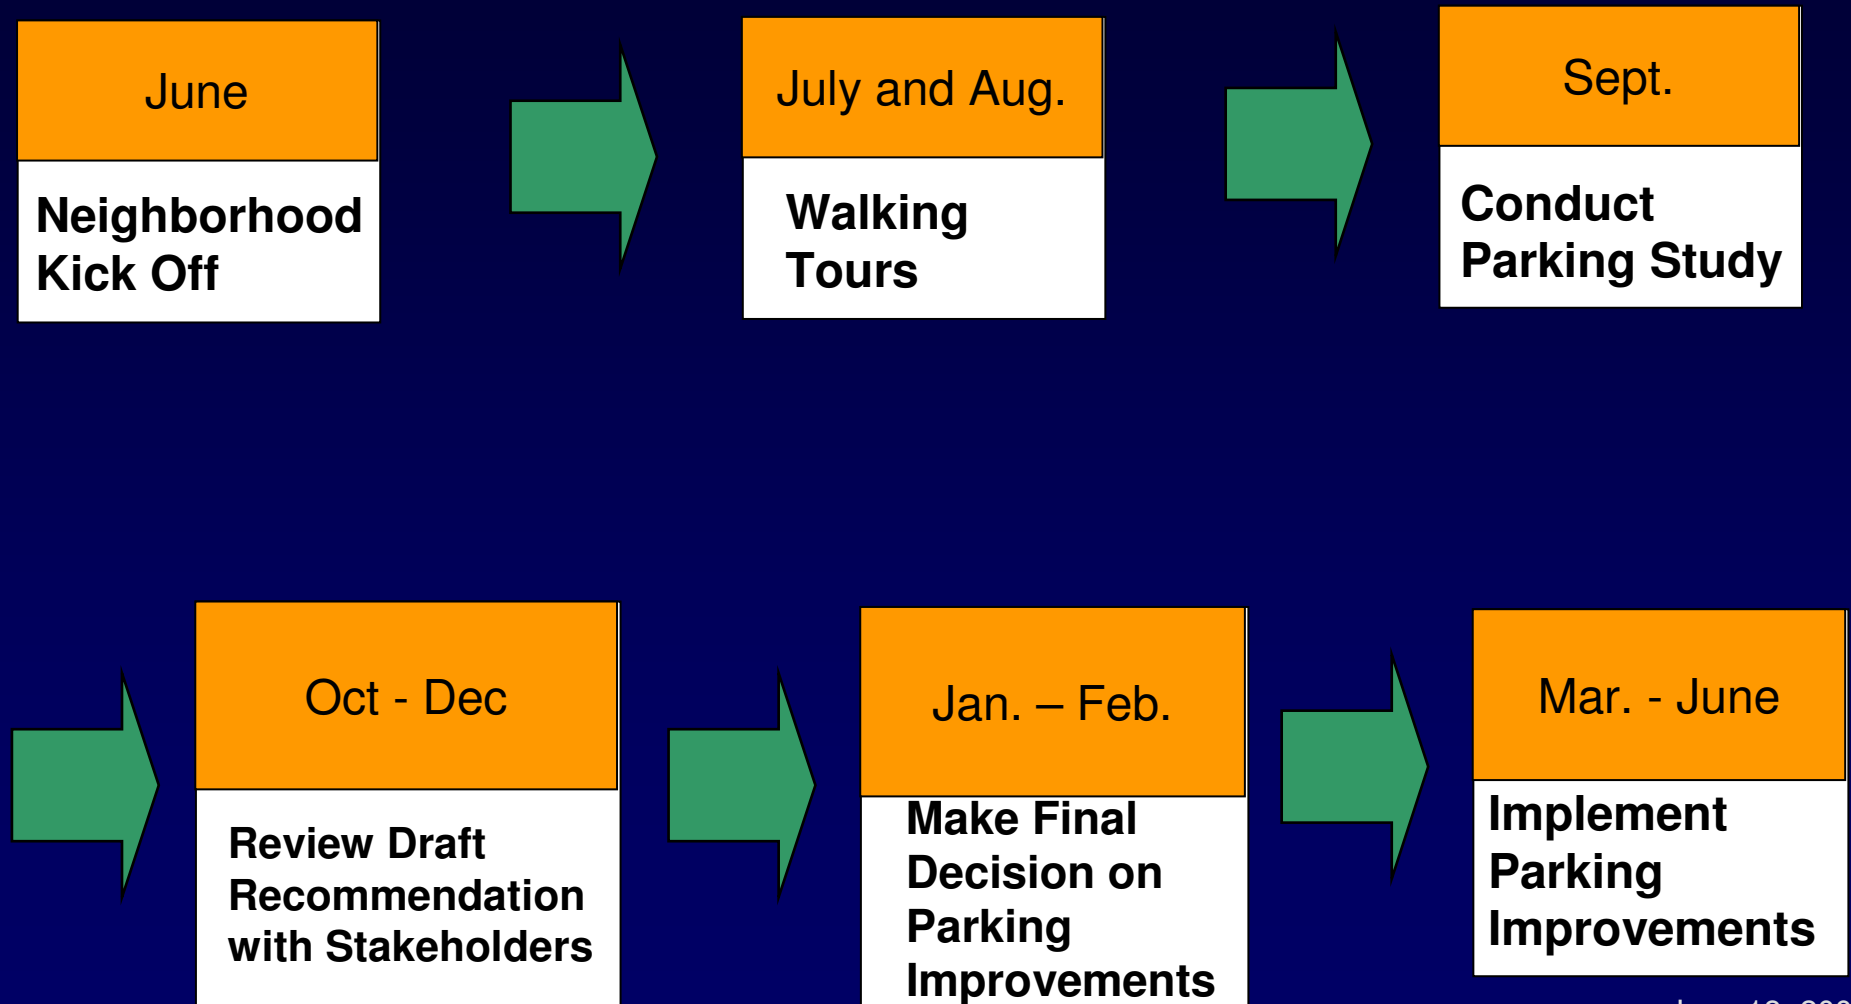 June
Neighborhood
Kick Off
July and Aug.
Walking
Tours
Sept.
Conduct
Parking Study
Oct - Dec
Review Draft
Recommendation
with Stakeholders
Jan. – Feb.
Make Final
Decision on
Parking
Improvements
Mar. - June
Implement
Parking
Improvements